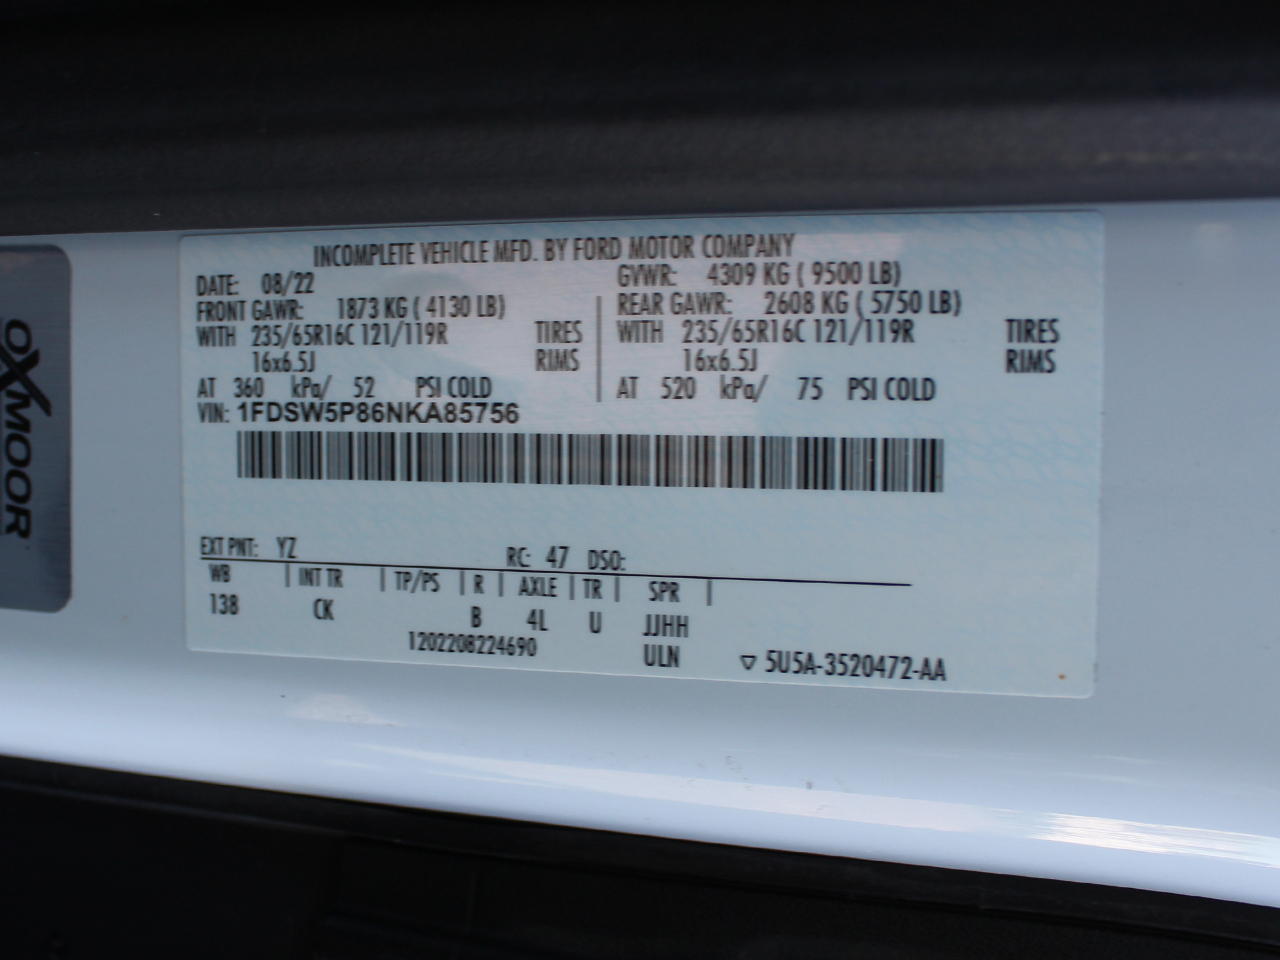 INCOMPLETE VEHICLE MFD. BY FORD MOTOR COMPANY
DATE: 08/22 GVWR: 4309 KG ( 9500 LB)
FRONT GAWR: 1873 KG ( 4130 LB) REAR GAWR: 2608 KG ( 5750 LB)
WITH 235/65R16C 121/119R TIRES WITH 235/65R16C 121/119R TIRES
16x6.5J RIMS 16x6.5J RIMS
AT 360 kPa/ 52 PSI COLD AT 520 kPa/ 75 PSI COLD
VIN: 1FDSW5P86NKA85756
EXT PNT: YZ RC: 47 DSO:
WB INT TR TP/PS R AXLE TR SPR
138 CK B 4L U JJHH
1202208224690 ULN ▽ 5U5A-3520472-AA
OXMOOR